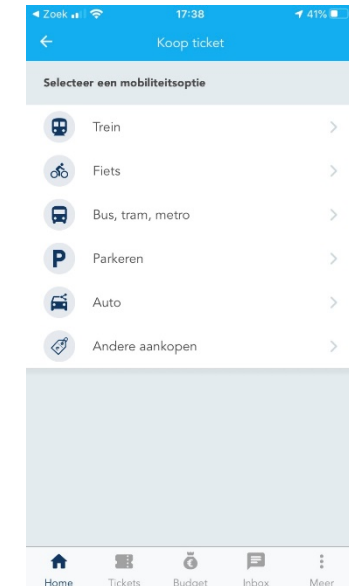 Zoek 17:38 41%
Koop ticket
Selecteer een mobiliteitsoptie
Trein
Fiets
Bus, tram, metro
P Parkeren
Auto
Andere aankopen
Home Tickets Budget Inbox Meer